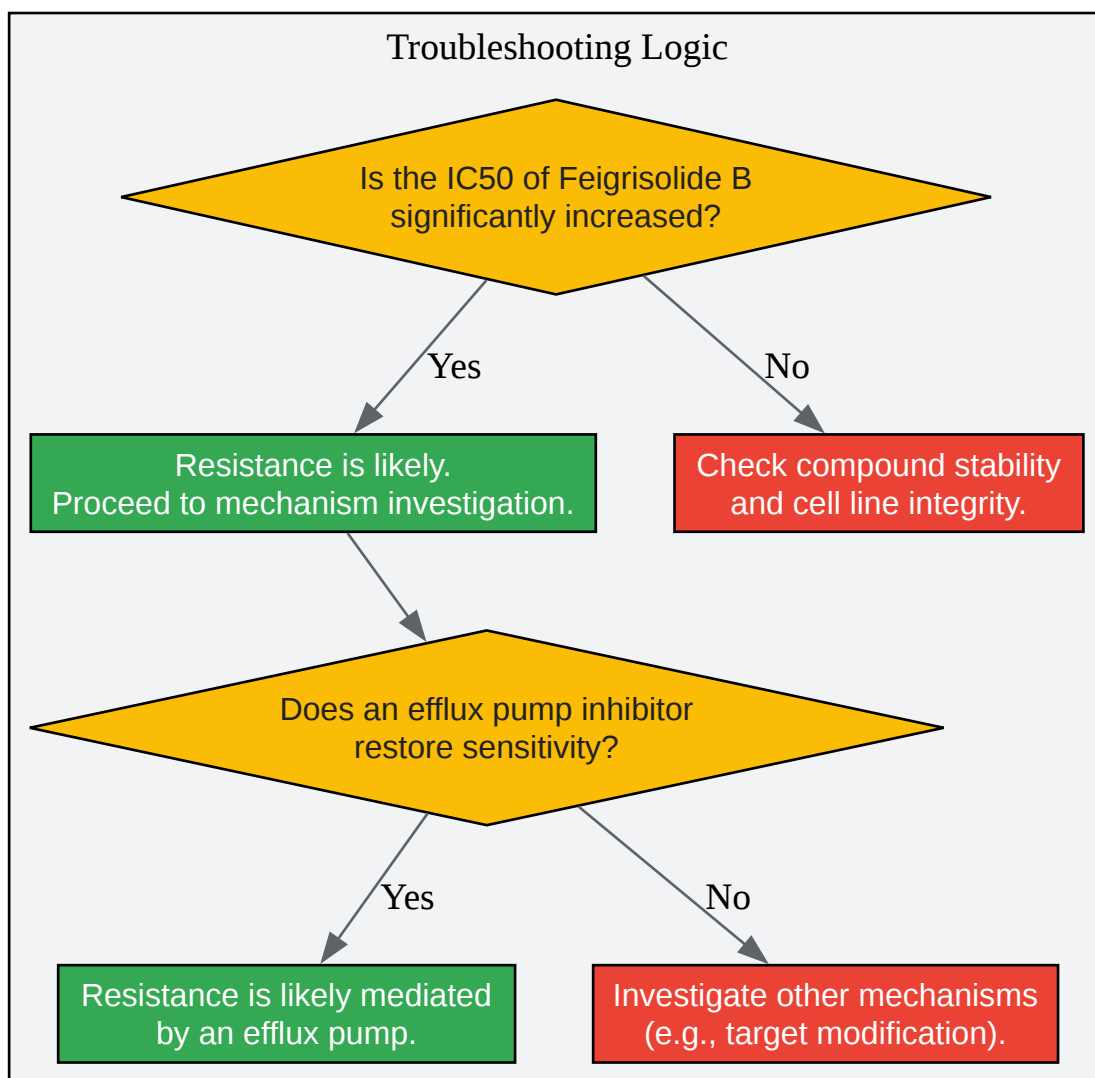 Troubleshooting Logic
Is the IC50 of Feigrisolide B
significantly increased?
Yes
No
Resistance is likely.
Proceed to mechanism investigation.
Check compound stability
and cell line integrity.
Does an efflux pump inhibitor
restore sensitivity?
Yes
No
Resistance is likely mediated
by an efflux pump.
Investigate other mechanisms
(e.g., target modification).